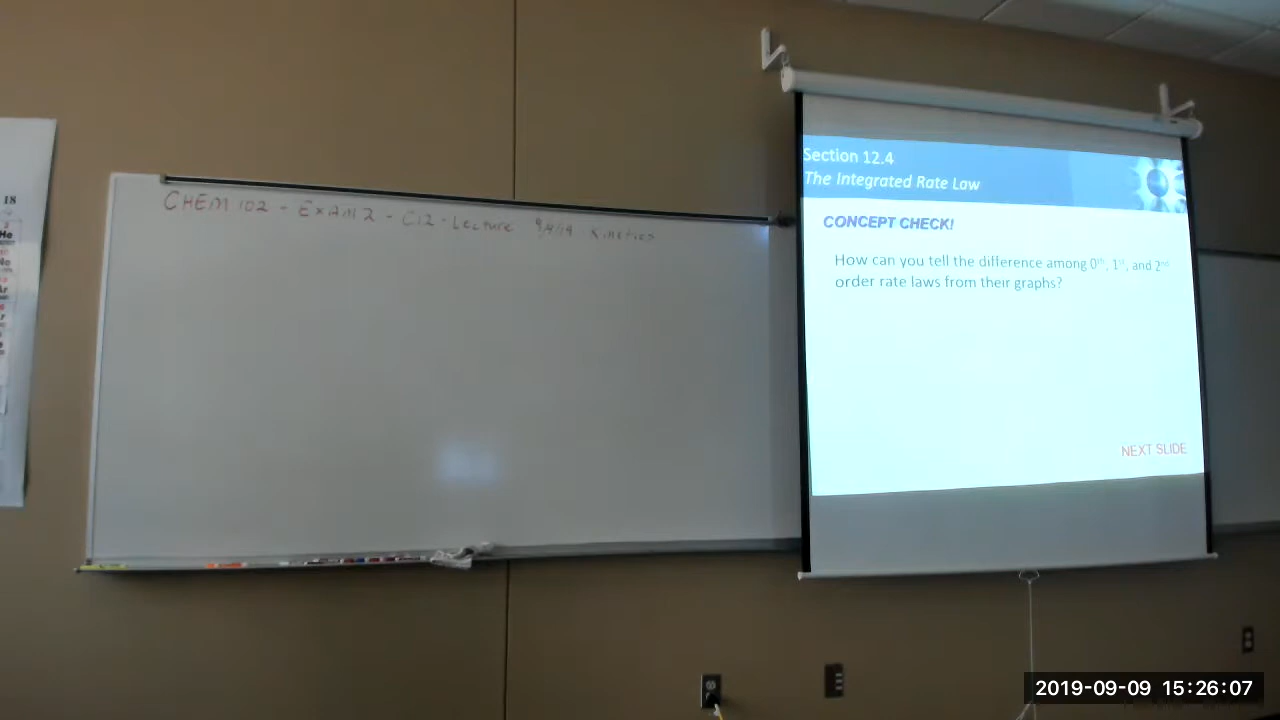 18
He
CHEM 102 - EXAM 2 - C12 - Lecture 9/9/19 Kinetics
Section 12.4
The Integrated Rate Law
CONCEPT CHECK!
How can you tell the difference among 0th, 1st, and 2nd
order rate laws from their graphs?
NEXT SLIDE
2019-09-09 15:26:07